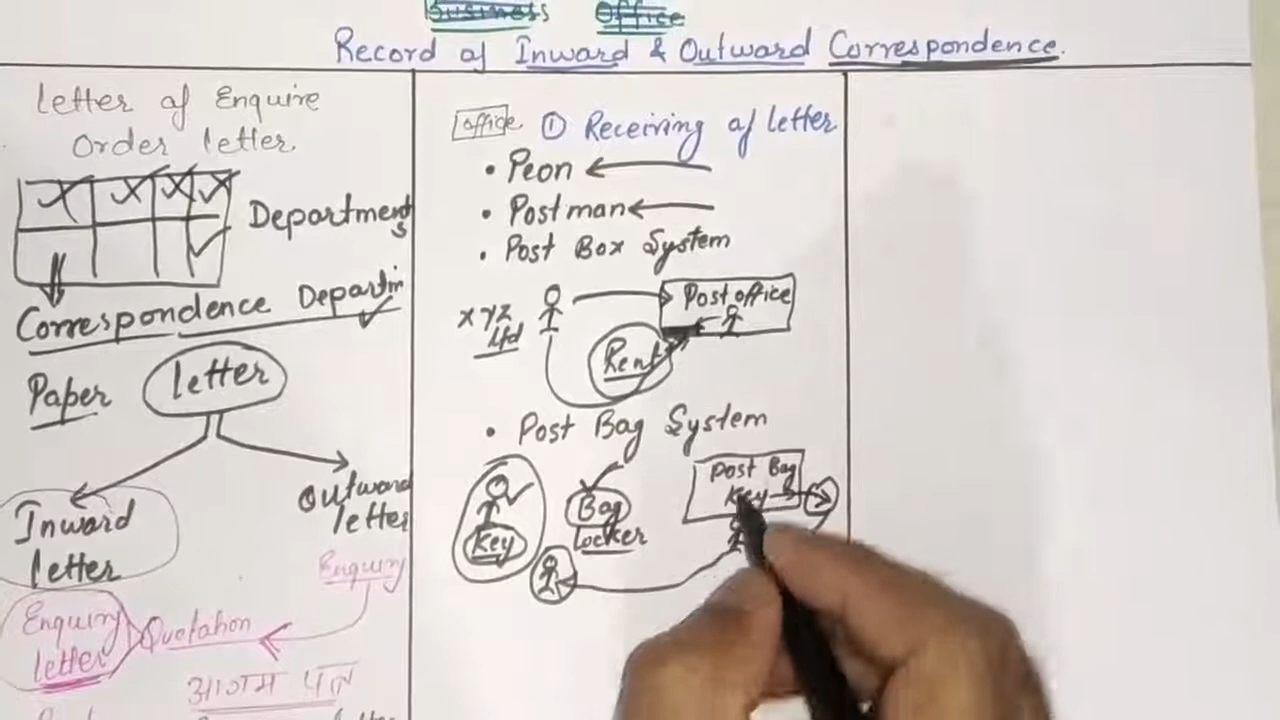 Business Office
Record of Inward & Outward Correspondence.
Letter of Enquire
Order letter
Departments
Correspondence Departm
Paper
letter
Inward letter
Outward letter
Enquiry
Enquiry letter
Quotation
आगम पत्र
office ① Receiving of letter
• Peon
• Postman
• Post Box System
xyz Ltd
Post office
Rent
• Post Bag System
Key
Bag
Locker
Post Bag
Key